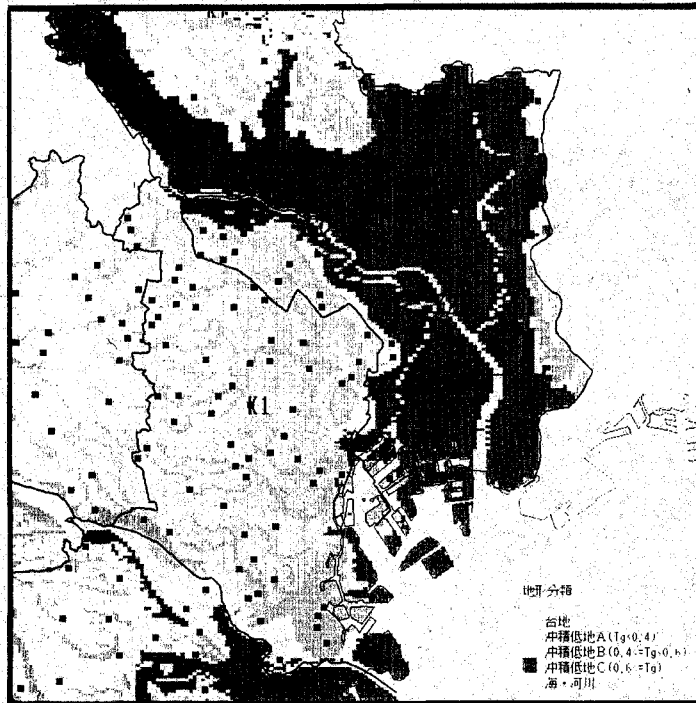 K1
地形分類
台地
沖積低地A(Tg<0.4)
沖積低地B(0.4=<Tg<0.6)
沖積低地C(0.6=<Tg)
海・河川